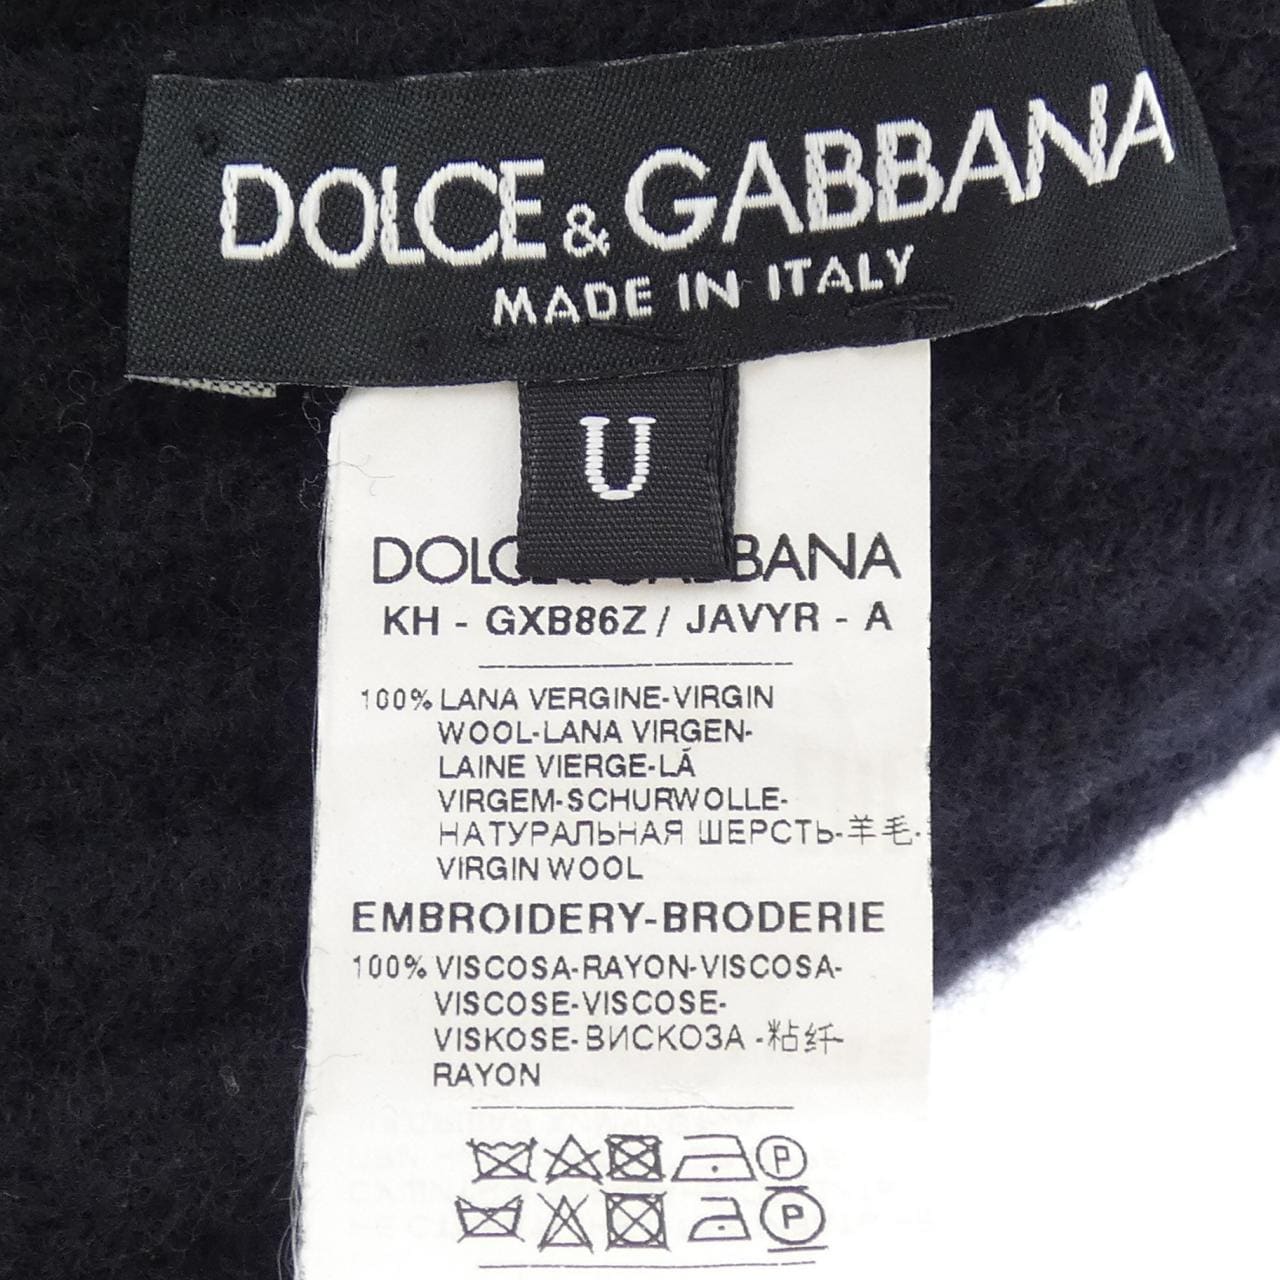 DOLCE & GABBANA
MADE IN ITALY
U
KH - GXB86Z / JAVYR - A
100% LANA VERGINE-VIRGIN
WOOL-LANA VIRGEN-
LAINE VIERGE-LÃ
VIRGEM-SCHURWOLLE-
НАТУРАЛЬНАЯ ШЕРСТЬ-羊毛-
VIRGIN WOOL
EMBROIDERY-BRODERIE
100% VISCOSA-RAYON-VISCOSA-
VISCOSE-VISCOSE-
VISKOSE-ВИСКОЗА -粘纤-
RAYON
P
P